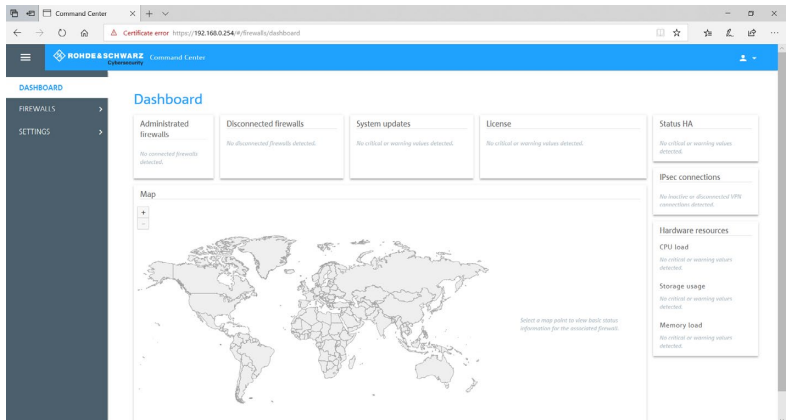 Command Center
Certificate error https://192.168.0.254/#/firewalls/dashboard
ROHDE&SCHWARZ
Cybersecurity
Command Center
DASHBOARD
FIREWALLS
SETTINGS
Dashboard
Administrated
firewalls
No connected firewalls
detected.
Disconnected firewalls
No disconnected firewalls detected.
System updates
No critical or warning values detected.
License
No critical or warning values detected.
Status HA
No critical or warning values
detected.
IPsec connections
No inactive or disconnected VPN
connections detected.
Map
+
-
Select a map point to view basic status
information for the associated firewall.
Hardware resources
CPU load
No critical or warning values
detected.
Storage usage
No critical or warning values
detected.
Memory load
No critical or warning values
detected.